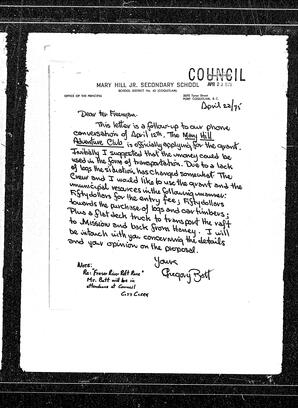 COUNCIL
APR 2 1975
MARY HILL JR. SECONDARY SCHOOL
SCHOOL DISTRICT No. 43 (COQUITLAM)
OFFICE OF THE PRINCIPAL
PORT COQUITLAM, B.C.
April 22/75
Dear
This letter is a follow-up to our phone
conversation of April 15th. The Mary Hill
Adventure Club is officially applying for the grant.
Initially I suggested that the money could be
used in the form of transportation. Due to a lack
of logs the situation has changed somewhat. The
Crew and I would like to use the grant and the
municipal resources in the following manner:
Fifty dollars for the entry fee; Fifty dollars
towards the purchase of logs and car timbers;
Plus a flat deck truck to transport the raft
to Mission and back from Haney. I will
be in touch with you concerning the details
and your opinion on the proposal.
Yours
Gregory Batt
Note:
Re: "Fraser River Raft Race"
Mr. Batt will be in
attendance at Council
City Clerk